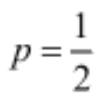 p = 1/2